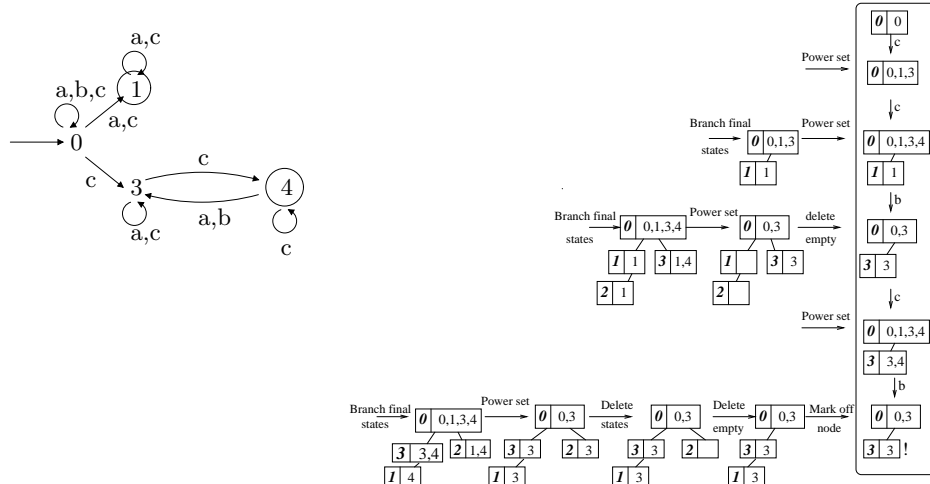 a,c
1
a,b,c
0
a,c
c
c
3
4
a,b
a,c
c
0 0
c
Power set
0 0,1,3
c
Branch final
states
0 0,1,3
1 1
Power set
0 0,1,3,4
1 1
b
Branch final
states
0 0,1,3,4
1 1
3 1,4
2 1
Power set
0 0,3
1
3 3
2
delete
empty
0 0,3
3 3
c
Power set
0 0,1,3,4
3 3,4
b
Branch final
states
0 0,1,3,4
3 3,4
2 1,4
1 4
Power set
0 0,3
3 3
2 3
1 3
Delete
states
0 0,3
3 3
2
1 3
Delete
empty
0 0,3
3 3
1 3
Mark off
node
0 0,3
3 3 !